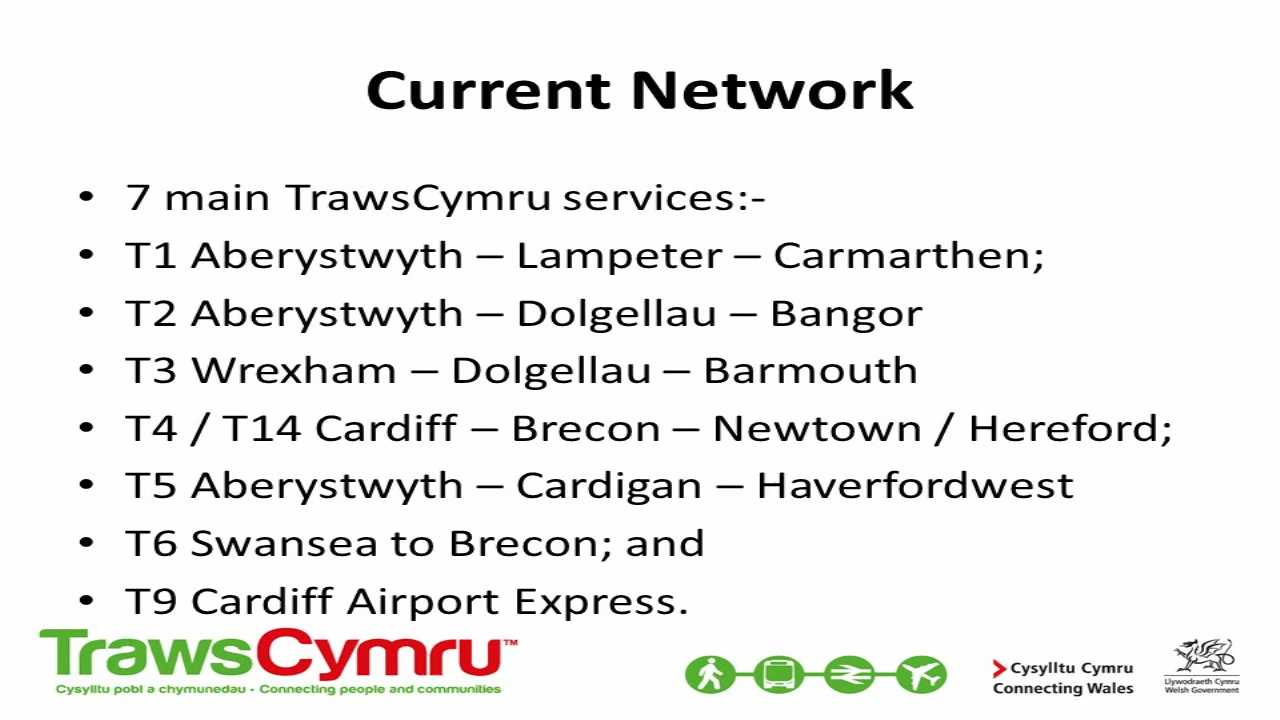 Current Network
• 7 main TrawsCymru services:-
• T1 Aberystwyth – Lampeter – Carmarthen;
• T2 Aberystwyth – Dolgellau – Bangor
• T3 Wrexham – Dolgellau – Barmouth
• T4 / T14 Cardiff – Brecon – Newtown / Hereford;
• T5 Aberystwyth – Cardigan – Haverfordwest
• T6 Swansea to Brecon; and
• T9 Cardiff Airport Express.
TrawsCymru™
Cysylltu pobl a chymunedau • Connecting people and communities
Cysylltu Cymru
Connecting Wales
Llywodraeth Cymru
Welsh Government